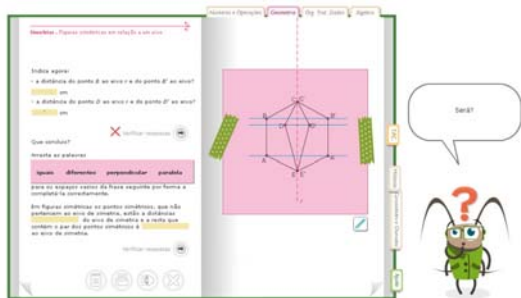 Números e Operações
Geometria
Org. Trat. Dados
Álgebra
Descobre... Figuras simétricas em relação a um eixo
Indica agora:
- a distância do ponto B ao eixo r e do ponto B' ao eixo?
cm
- a distância do ponto D ao eixo r e do ponto D' ao eixo?
cm
Verificar respostas
Que concluis?
Arrasta as palavras
iguais diferentes perpendicular paralela
para os espaços vazios da frase seguinte por forma a
completá-la corretamente.
Em figuras simétricas os pontos simétricos, que não
pertencem ao eixo de simetria, estão a distâncias
do eixo de simetria e a reta que
contém o par dos pontos simétricos é
ao eixo de simetria.
Verificar respostas
B
B'
D
D'
A
E
E'
Será?
?